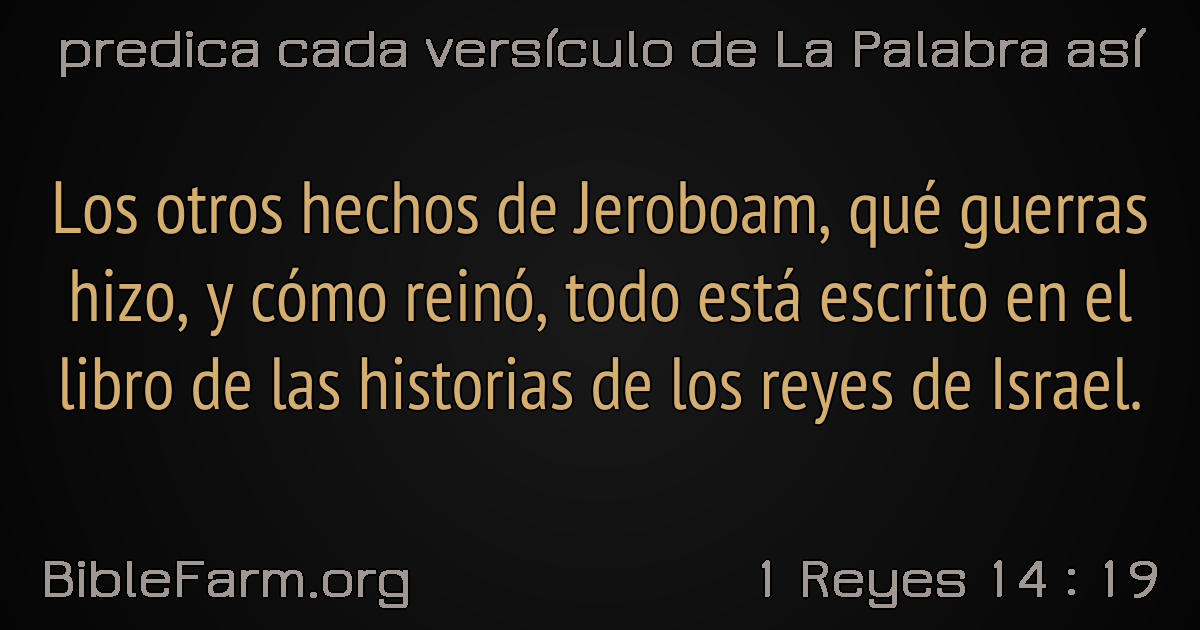 predica cada versículo de La Palabra así
Los otros hechos de Jeroboam, qué guerras
hizo, y cómo reinó, todo está escrito en el
libro de las historias de los reyes de Israel.
BibleFarm.org
1 Reyes 14 : 19